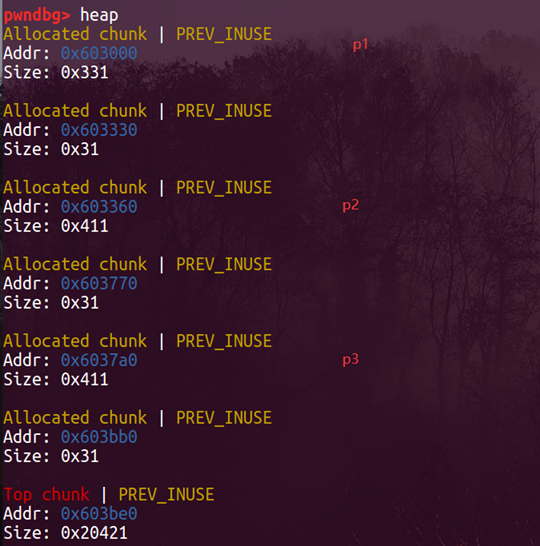 pwndbg> heap
Allocated chunk | PREV_INUSE
p1
Addr: 0x603000
Size: 0x331
Allocated chunk | PREV_INUSE
Addr: 0x603330
Size: 0x31
Allocated chunk | PREV_INUSE
Addr: 0x603360 p2
Size: 0x411
Allocated chunk | PREV_INUSE
Addr: 0x603770
Size: 0x31
Allocated chunk | PREV_INUSE
Addr: 0x6037a0 p3
Size: 0x411
Allocated chunk | PREV_INUSE
Addr: 0x603bb0
Size: 0x31
Top chunk | PREV_INUSE
Addr: 0x603be0
Size: 0x20421